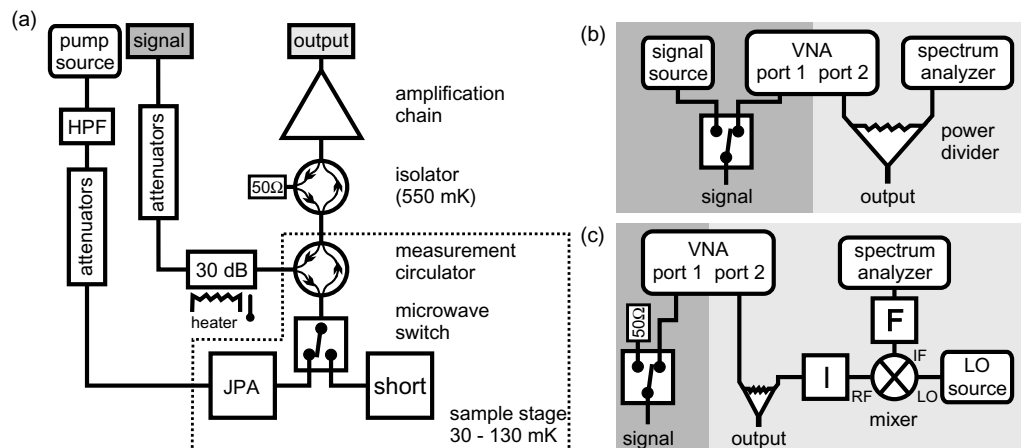 (a)
pump
source
signal
output
HPF
attenuators
attenuators
amplification
chain
50Ω
isolator
(550 mK)
30 dB
heater
measurement
circulator
microwave
switch
JPA
short
sample stage
30 - 130 mK
(b)
signal
source
VNA
port 1 port 2
spectrum
analyzer
power
divider
signal
output
(c)
VNA
port 1 port 2
spectrum
analyzer
50Ω
F
I
IF
RF
LO
LO
source
mixer
signal
output